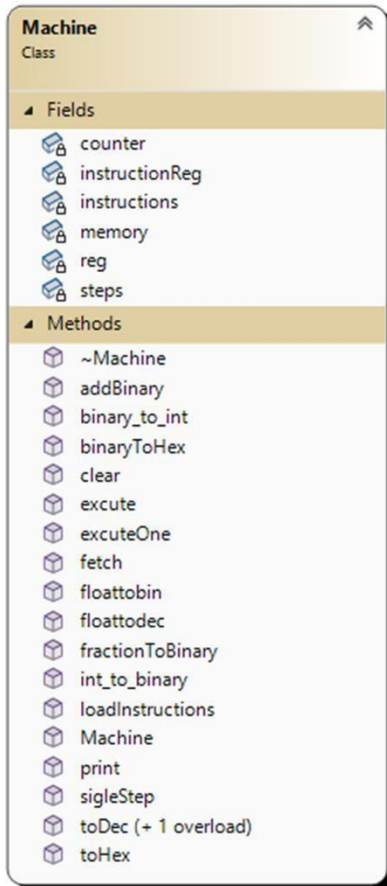 Machine
Class
Fields
counter
instructionReg
instructions
memory
reg
steps
Methods
~Machine
addBinary
binary_to_int
binaryToHex
clear
excute
excuteOne
fetch
floattobin
floattodec
fractionToBinary
int_to_binary
loadInstructions
Machine
print
sigleStep
toDec (+ 1 overload)
toHex